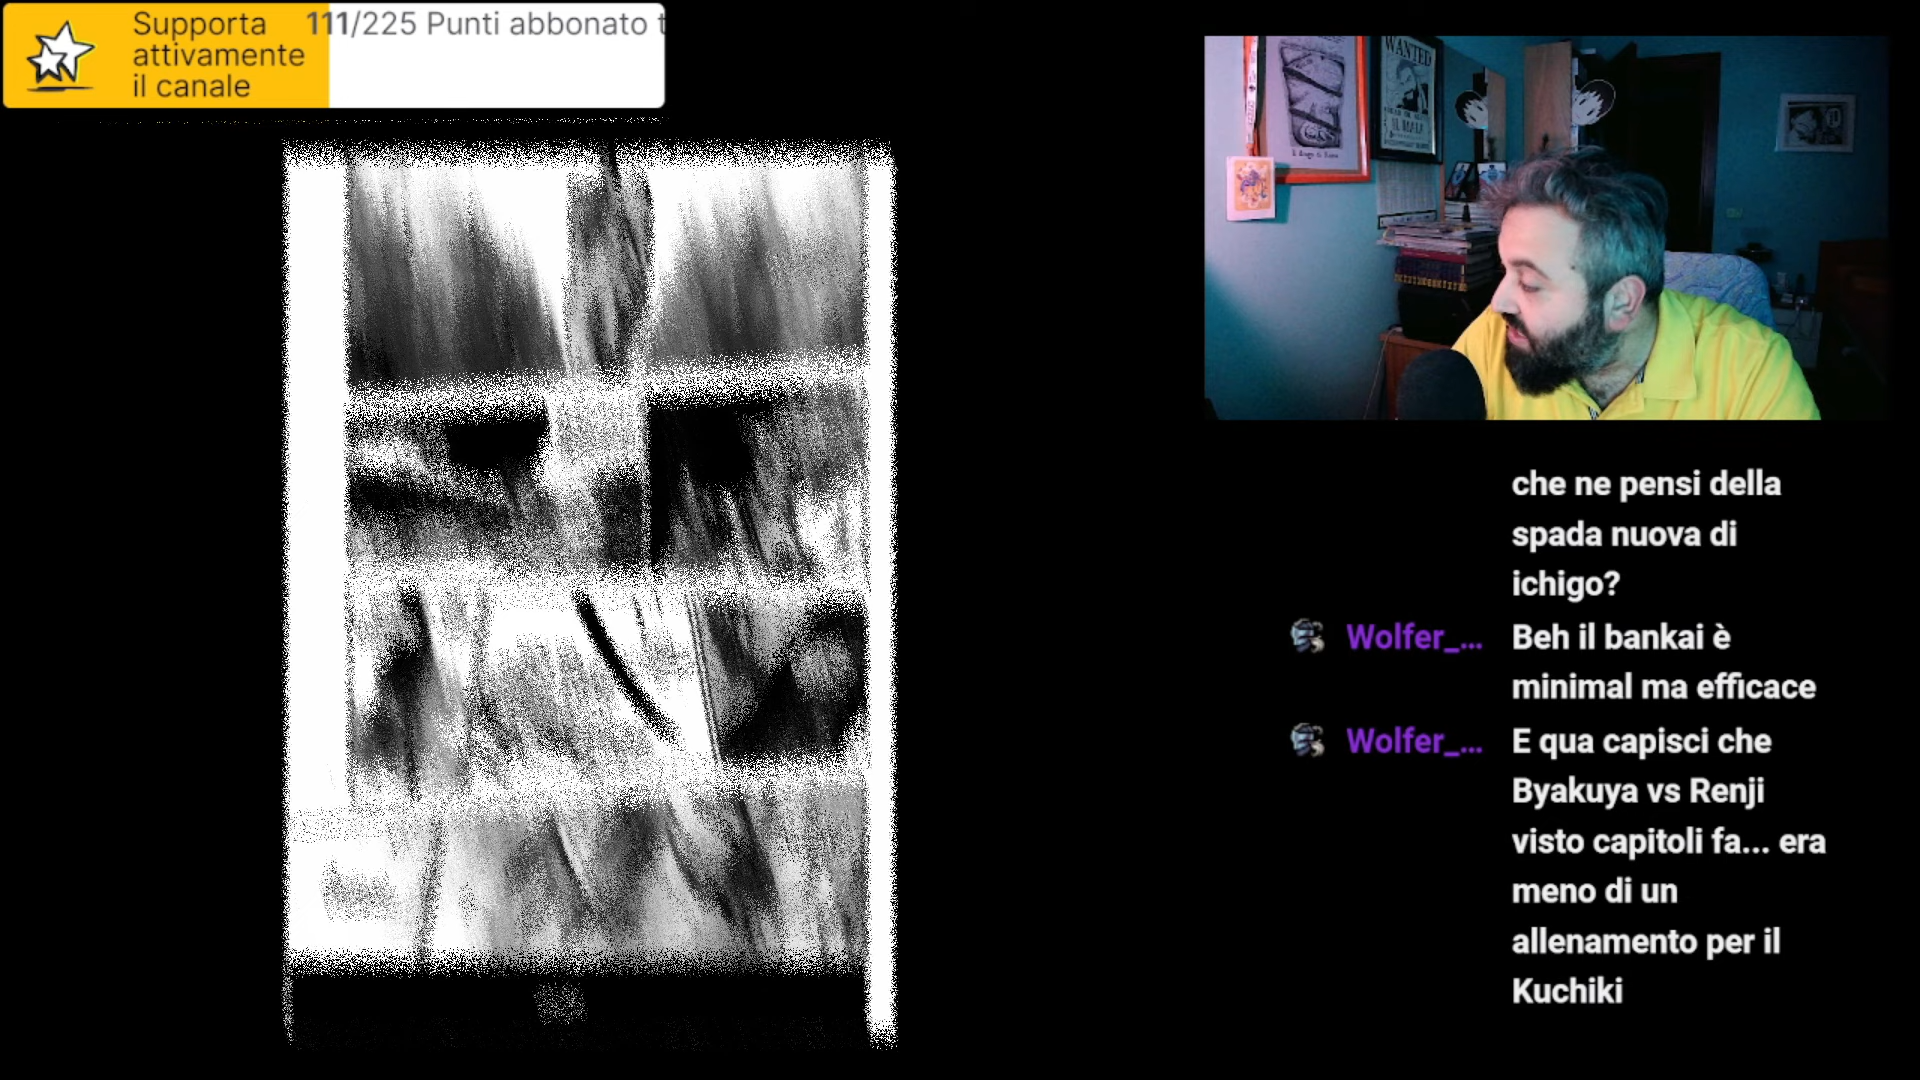 Supporta
attivamente
il canale
111/225 Punti abbonato t
WANTED
che ne pensi della
spada nuova di
ichigo?
Wolfer_... Beh il bankai è
minimal ma efficace
Wolfer_... E qua capisci che
Byakuya vs Renji
visto capitoli fa... era
meno di un
allenamento per il
Kuchiki